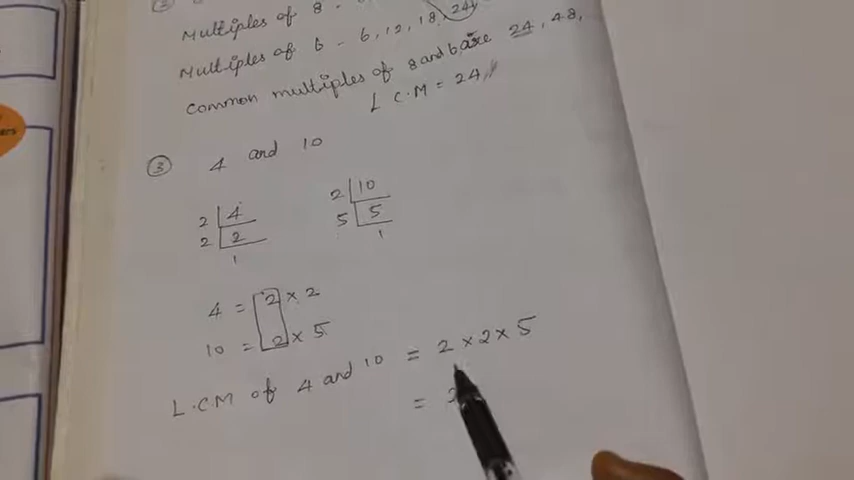 Multiples of 8 -
Multiples of 6 - 6, 12, 18, 24,
Common multiples of 8 and 6 are 24, 48,
L C.M = 24
3 4 and 10
2 4 2 10
2 2 5 5
1 1
4 = 2 × 2
10 = 2 × 5
L.C.M of 4 and 10 = 2 × 2 × 5
= 2